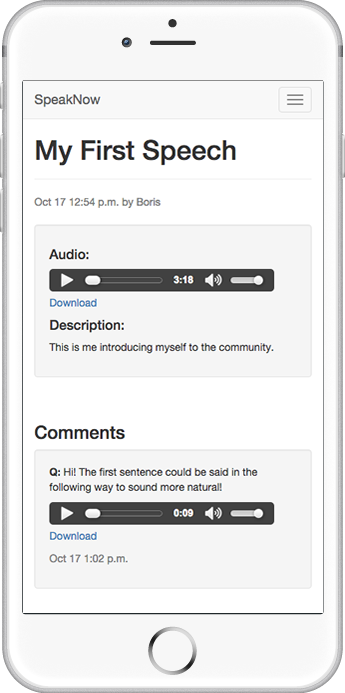 SpeakNow
My First Speech
Oct 17 12:54 p.m. by Boris
Audio:
3:18
Download
Description:
This is me introducing myself to the community.
Comments
Q: Hi! The first sentence could be said in the
following way to sound more natural!
0:09
Download
Oct 17 1:02 p.m.